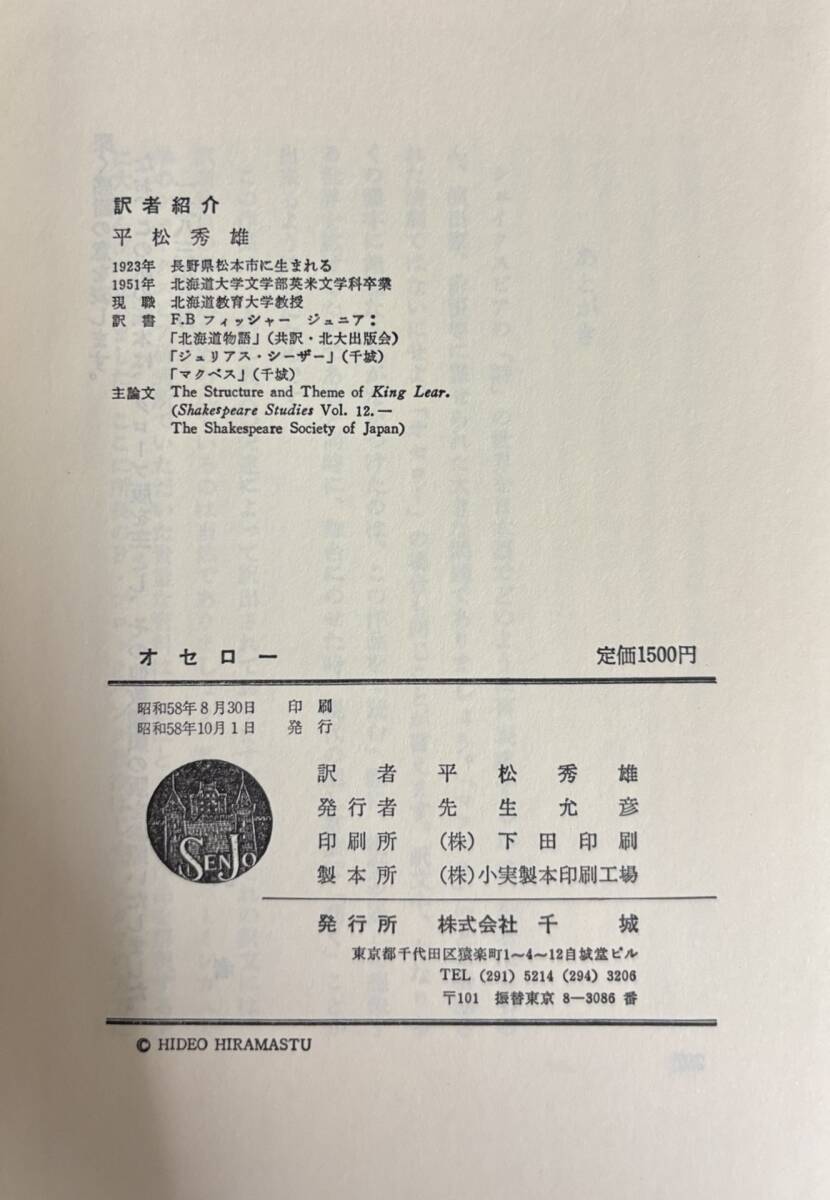 訳者紹介
平松秀雄
1923年 長野県松本市に生まれる
1951年 北海道大学文学部英米文学科卒業
現職 北海道教育大学教授
訳書 F.B フィッシャー ジュニア：
「北海道物語」(共訳・北大出版会)
「ジュリアス・シーザー」(千城)
「マクベス」(千城)
主論文 The Structure and Theme of King Lear.
(Shakespeare Studies Vol. 12.—
The Shakespeare Society of Japan)
オセロー 定価1500円
昭和58年8月30日 印刷
昭和58年10月1日 発行
SENJO
訳者 平松秀雄
発行者 先生允彦
印刷所 (株) 下田印刷
製本所 (株)小実製本印刷工場
発行所 株式会社 千城
東京都千代田区猿楽町1〜4〜12自城堂ビル
TEL (291) 5214 (294) 3206
〒101 振替東京 8—3086 番
© HIDEO HIRAMASTU